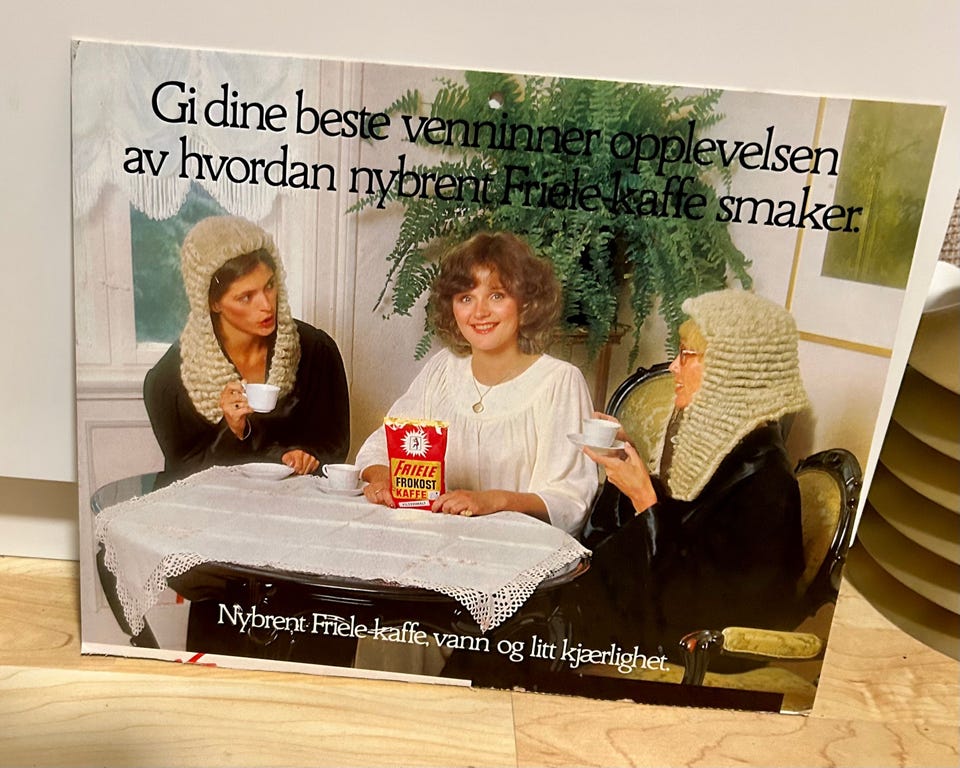 Gi dine beste venninner opplevelsen
av hvordan nybrent Friele-kaffe smaker.
FRIELE
FROKOST
KAFFE
Nybrent Friele-kaffe, vann og litt kjærlighet.